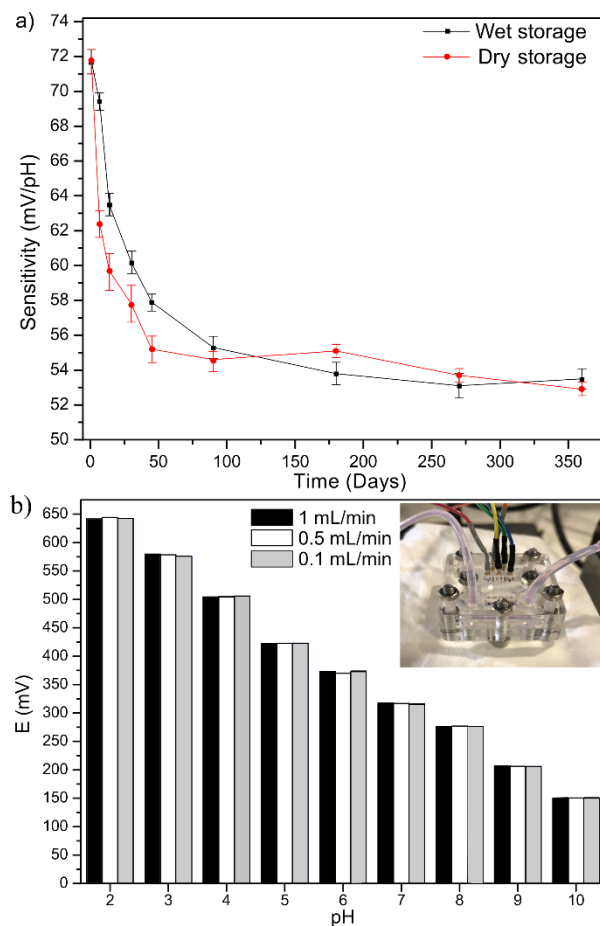 a)
Wet storage
Dry storage
Sensitivity (mV/pH)
74
72
70
68
66
64
62
60
58
56
54
52
50
0 50 100 150 200 250 300 350
Time (Days)
b)
1 mL/min
0.5 mL/min
0.1 mL/min
E (mV)
650
600
550
500
450
400
350
300
250
200
150
100
50
0
2 3 4 5 6 7 8 9 10
pH